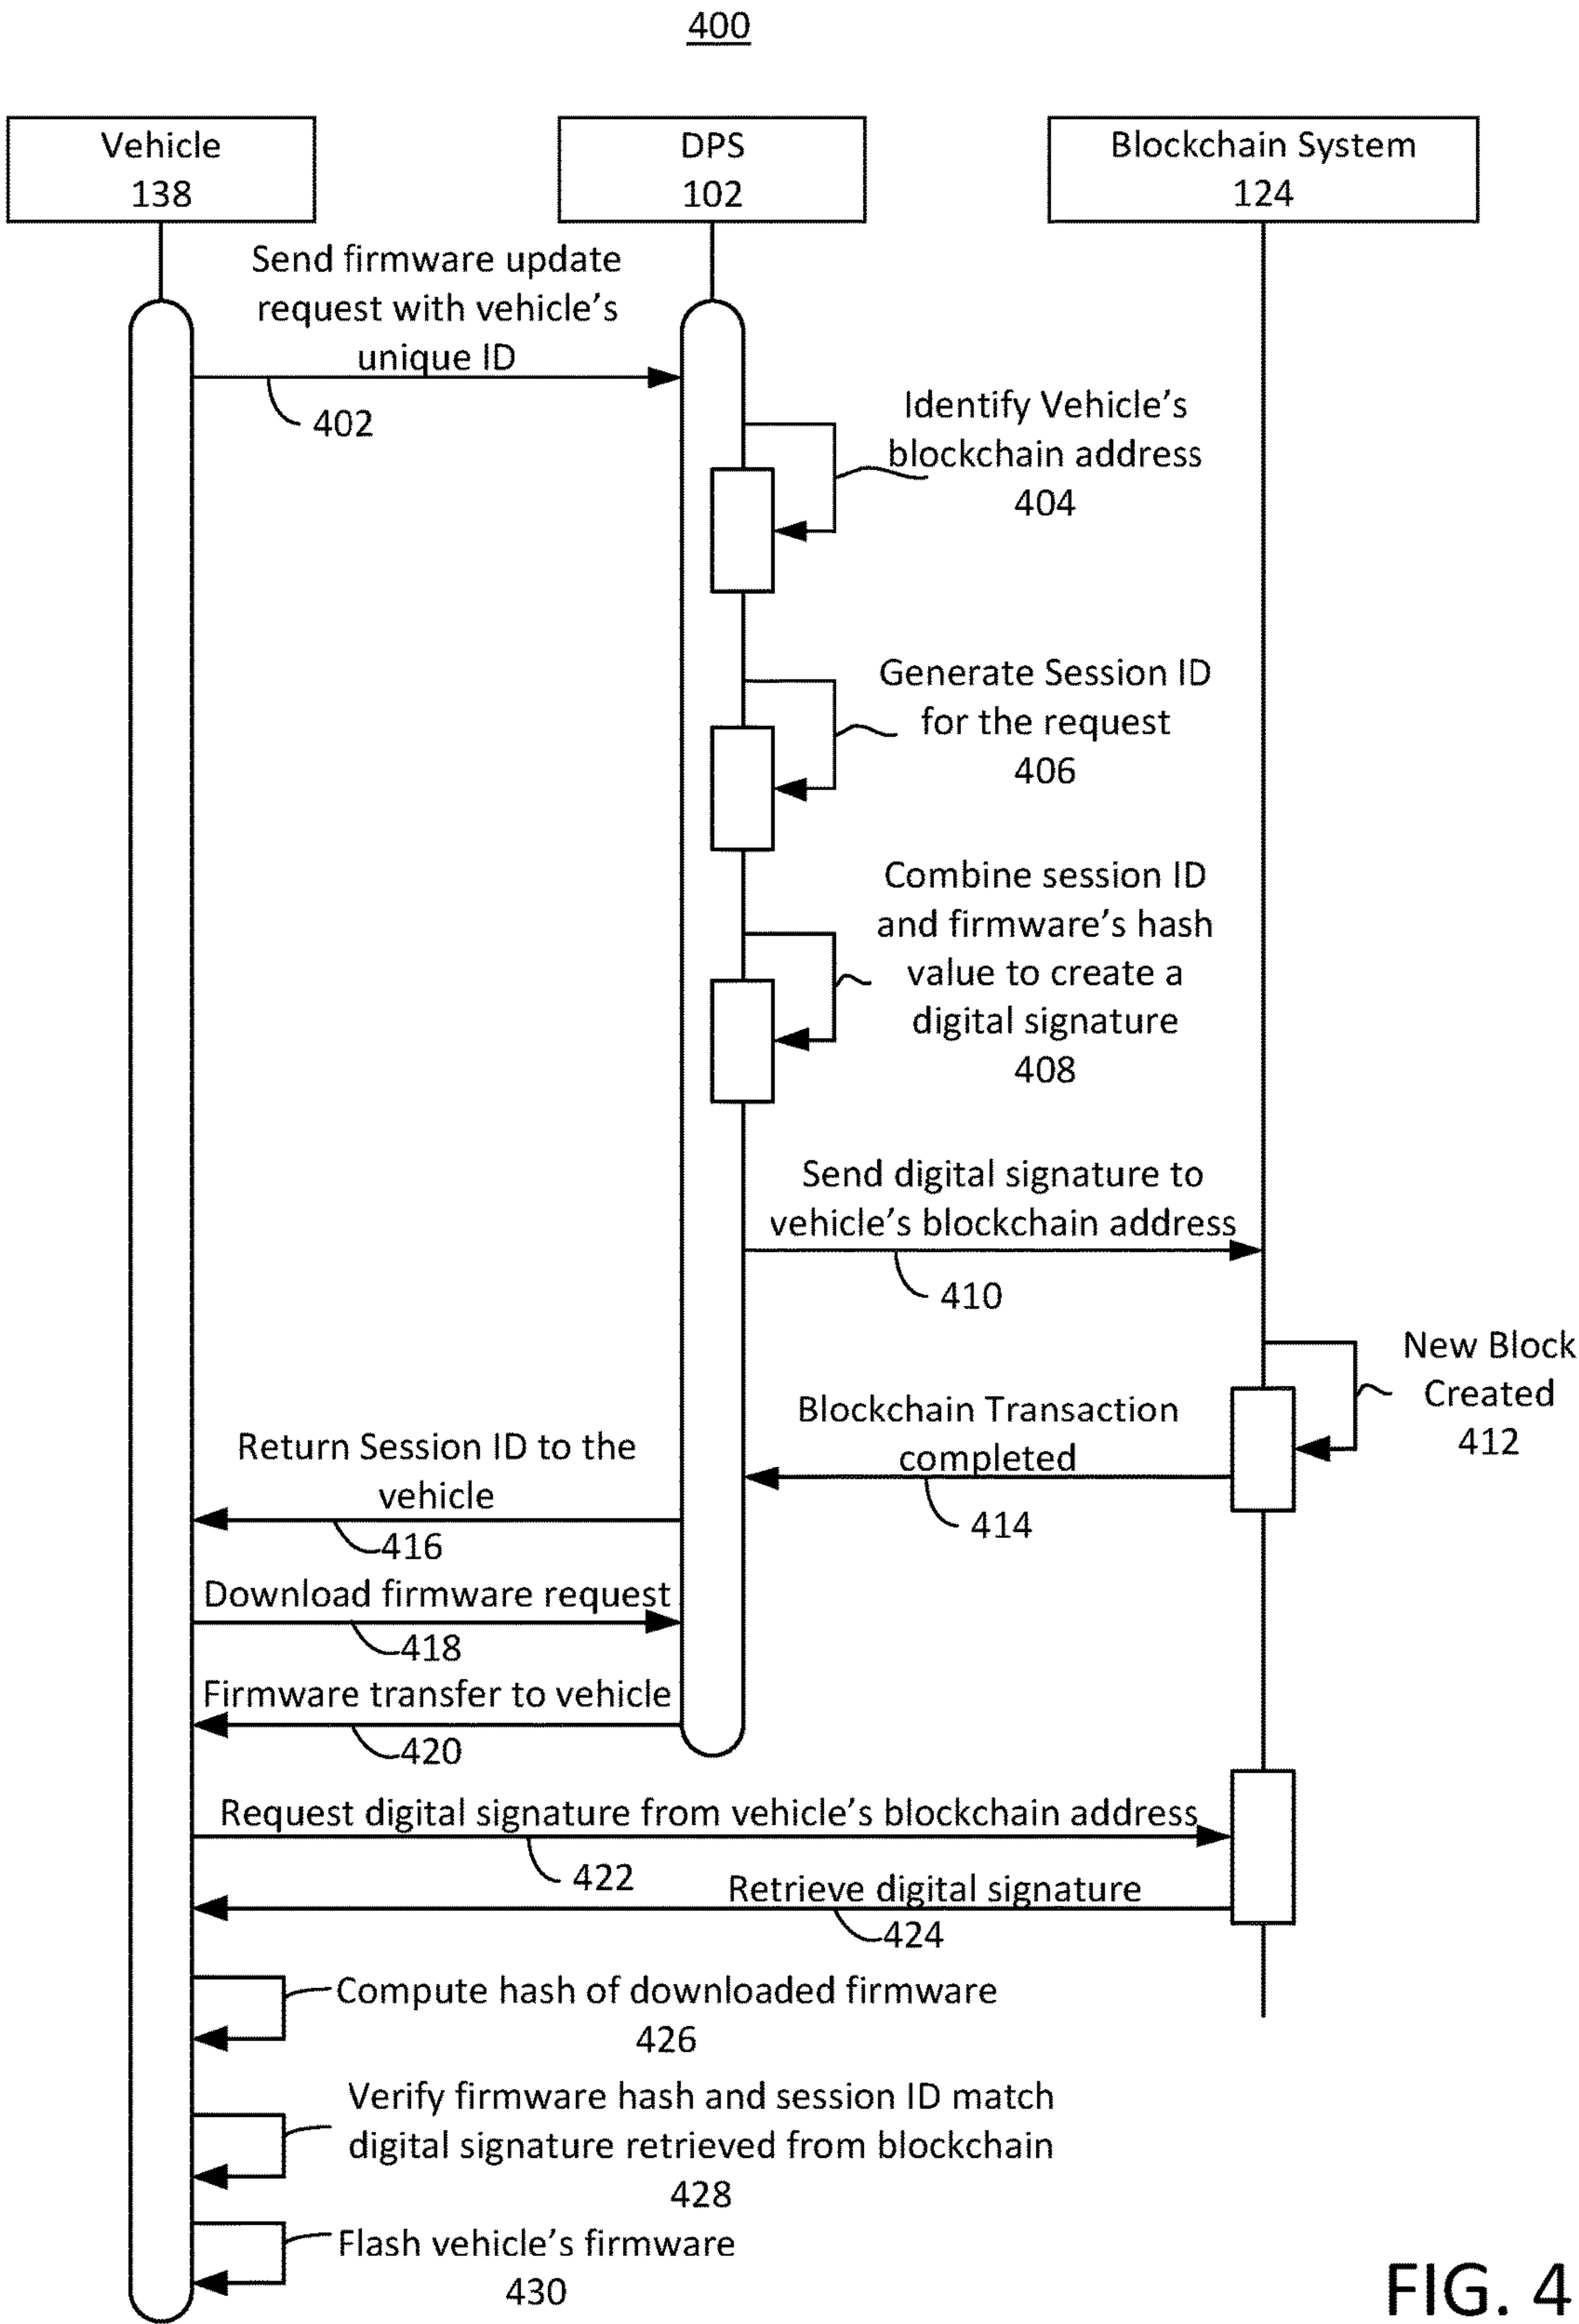 400
Vehicle
138
DPS
102
Blockchain System
124
Send firmware update
request with vehicle's
unique ID
402
Identify Vehicle's
blockchain address
404
Generate Session ID
for the request
406
Combine session ID
and firmware's hash
value to create a
digital signature
408
Send digital signature to
vehicle's blockchain address
410
New Block
Created
412
Blockchain Transaction
completed
414
Return Session ID to the
vehicle
416
Download firmware request
418
Firmware transfer to vehicle
420
Request digital signature from vehicle's blockchain address
422
Retrieve digital signature
424
Compute hash of downloaded firmware
426
Verify firmware hash and session ID match
digital signature retrieved from blockchain
428
Flash vehicle's firmware
430
FIG. 4